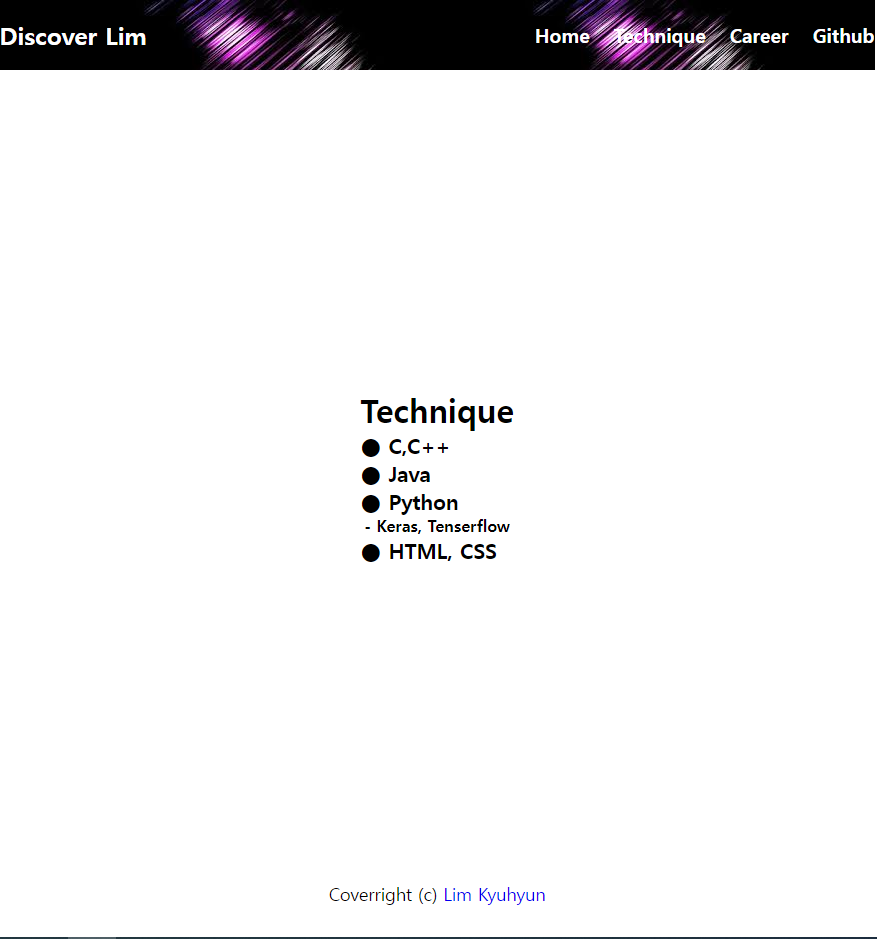 Discover Lim
Home Technique Career Github
Technique
● C,C++
● Java
● Python
- Keras, Tenserflow
● HTML, CSS
Coverright (c) Lim Kyuhyun